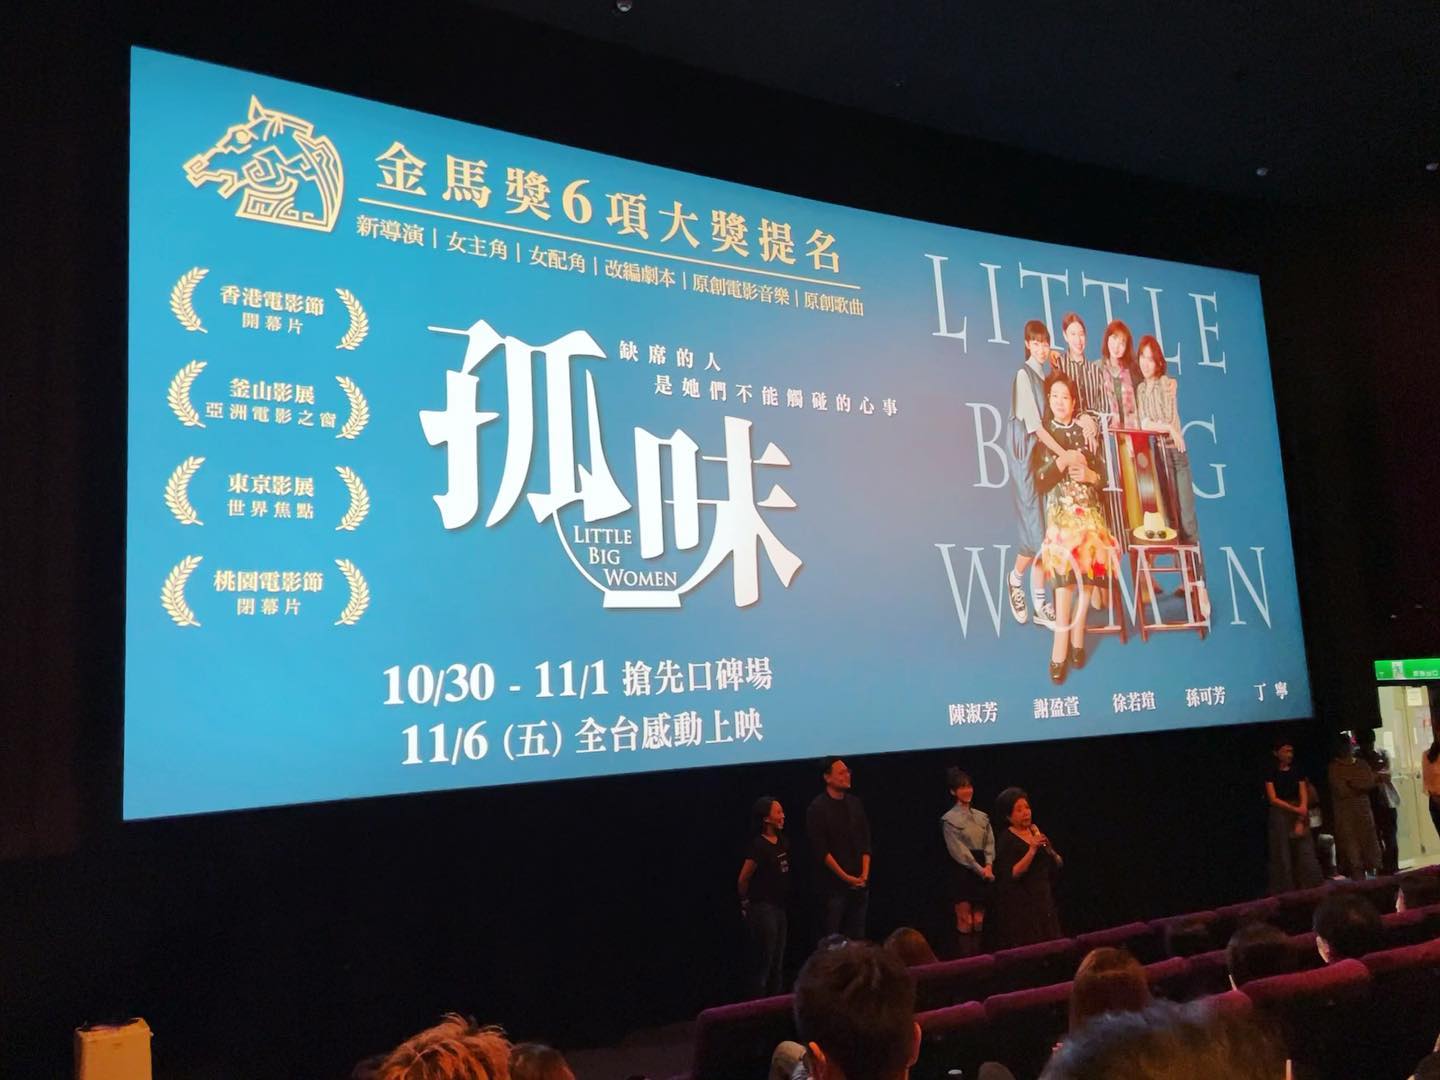 金馬獎6項大獎提名
新導演 | 女主角 | 女配角 | 改編劇本 | 原創電影音樂 | 原創歌曲
香港電影節
開幕片
釜山影展
亞洲電影之窗
東京影展
世界焦點
桃園電影節
閉幕片
缺席的人
是她們不能觸碰的心事
孤味
LITTLE
BIG
WOMEN
10/30 - 11/1 搶先口碑場
11/6 (五) 全台感動上映
LITTLE
BIG
WOMEN
陳淑芳 謝盈萱 徐若瑄 孫可芳 丁寧